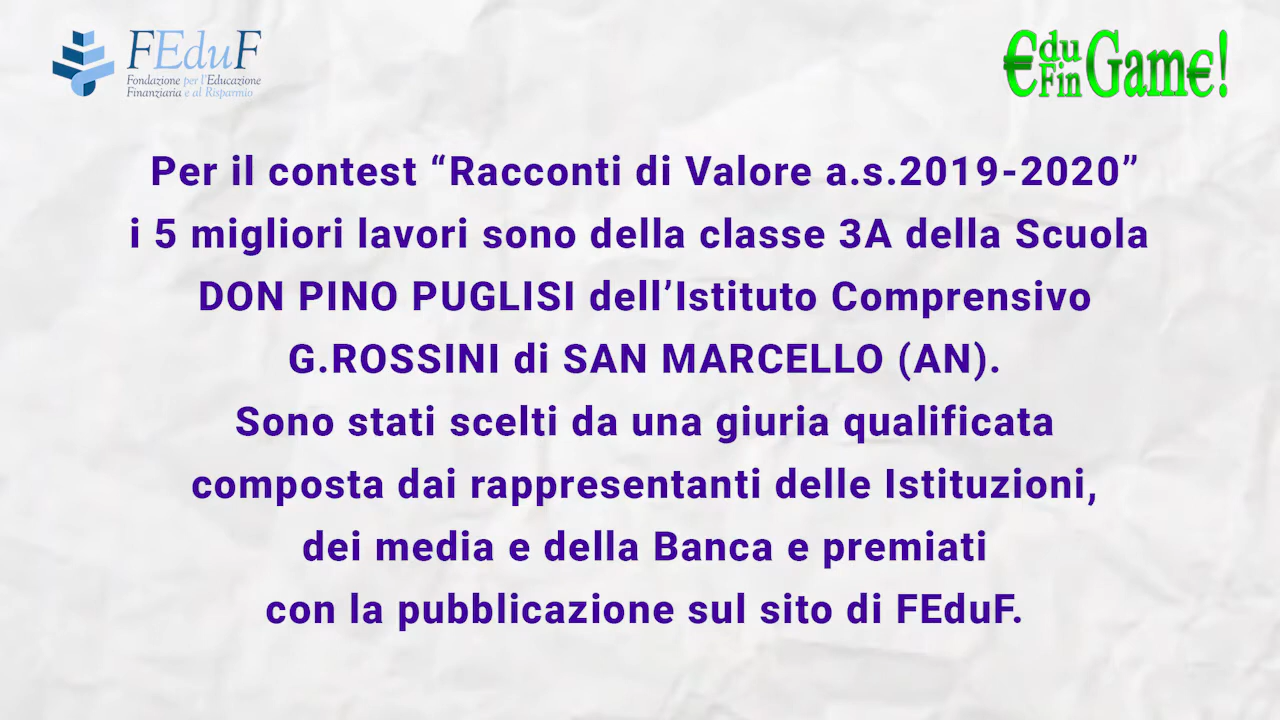 FEduF
Fondazione per l'Educazione
Finanziaria e al Risparmio
€du
Fin
Gam€!
Per il contest “Racconti di Valore a.s.2019-2020”
i 5 migliori lavori sono della classe 3A della Scuola
DON PINO PUGLISI dell’Istituto Comprensivo
G.ROSSINI di SAN MARCELLO (AN).
Sono stati scelti da una giuria qualificata
composta dai rappresentanti delle Istituzioni,
dei media e della Banca e premiati
con la pubblicazione sul sito di FEduF.